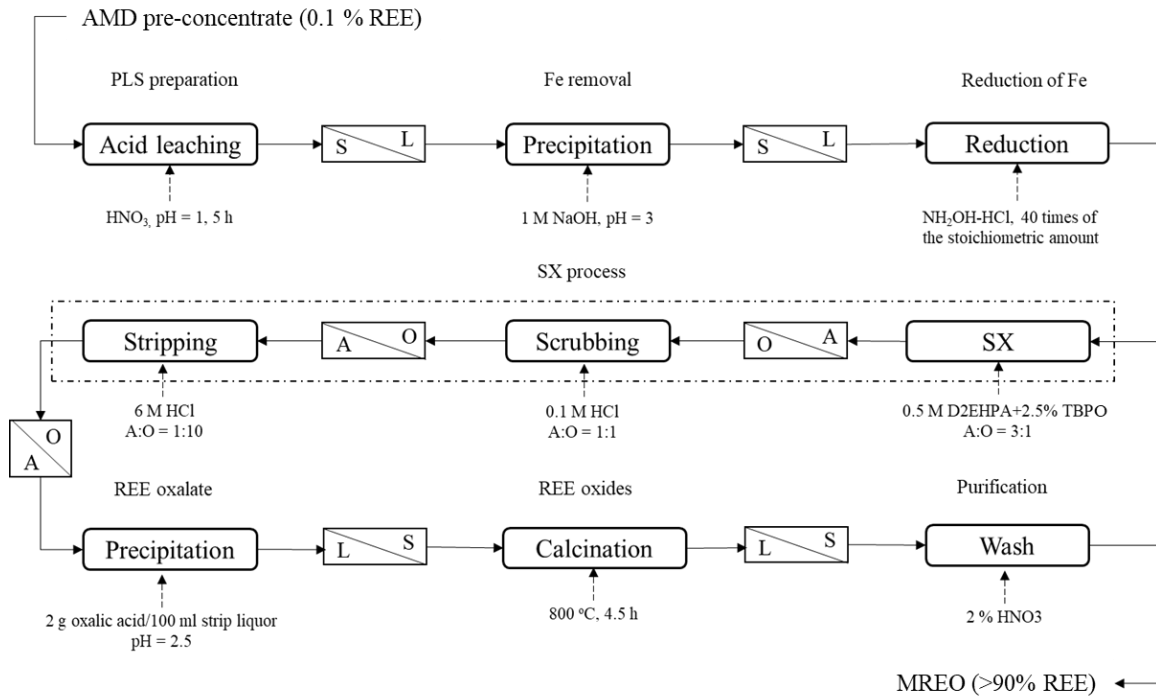 AMD pre-concentrate (0.1 % REE)
PLS preparation
Fe removal
Reduction of Fe
Acid leaching
S L
Precipitation
S L
Reduction
HNO3, pH = 1, 5 h
1 M NaOH, pH = 3
NH2OH-HCl, 40 times of
the stoichiometric amount
SX process
Stripping
A O
Scrubbing
O A
SX
6 M HCl
A:O = 1:10
0.1 M HCl
A:O = 1:1
0.5 M D2EHPA+2.5% TBPO
A:O = 3:1
A O
REE oxalate
REE oxides
Purification
Precipitation
L S
Calcination
L S
Wash
2 g oxalic acid/100 ml strip liquor
pH = 2.5
800 °C, 4.5 h
2 % HNO3
MREO (>90% REE)